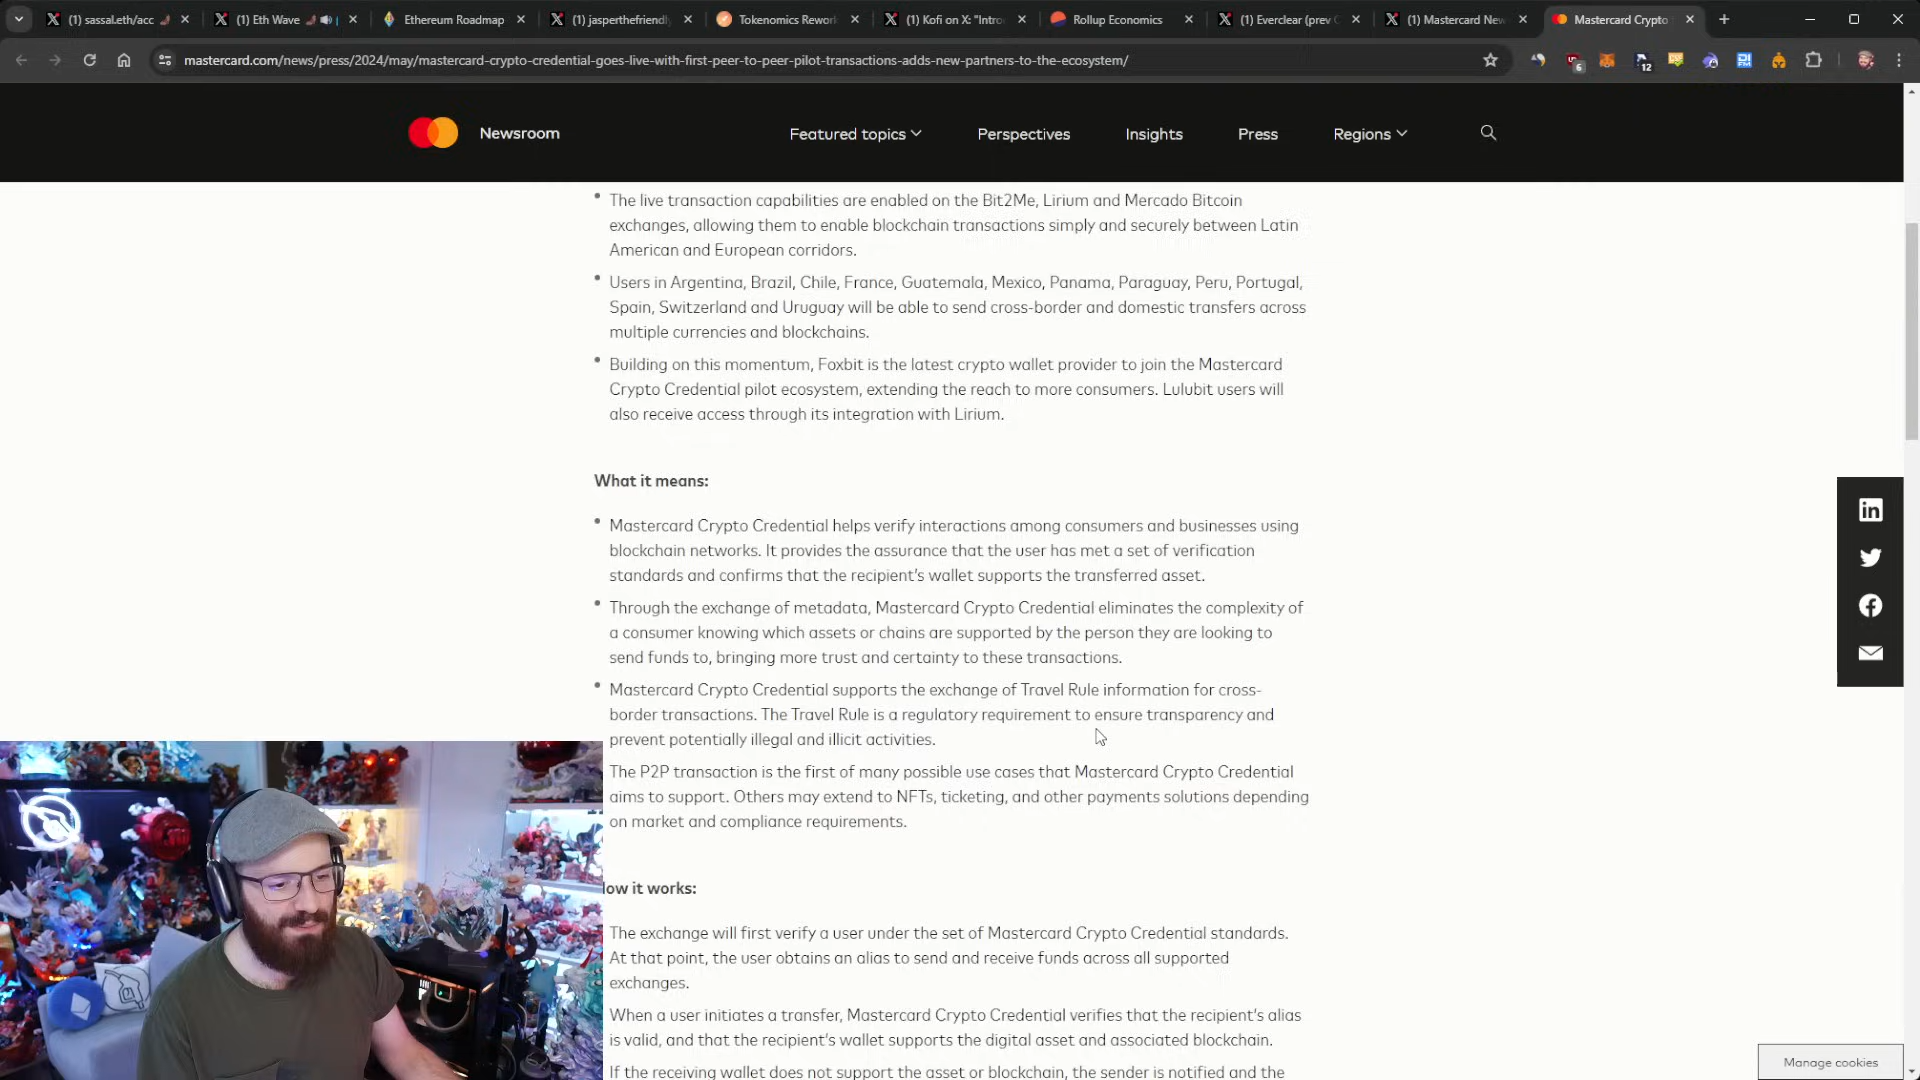 (1) sassal.eth/acc
(1) Eth Wave
Ethereum Roadmap
(1) jasperthefriendl
Tokenomics Rework
(1) Kofi on X: "Intro
Rollup Economics
(1) Everclear (prev C
(1) Mastercard New
Mastercard Crypto
mastercard.com/news/press/2024/may/mastercard-crypto-credential-goes-live-with-first-peer-to-peer-pilot-transactions-adds-new-partners-to-the-ecosystem/
6
12
Newsroom
Featured topics
Perspectives
Insights
Press
Regions
The live transaction capabilities are enabled on the Bit2Me, Lirium and Mercado Bitcoin
exchanges, allowing them to enable blockchain transactions simply and securely between Latin
American and European corridors.
Users in Argentina, Brazil, Chile, France, Guatemala, Mexico, Panama, Paraguay, Peru, Portugal,
Spain, Switzerland and Uruguay will be able to send cross-border and domestic transfers across
multiple currencies and blockchains.
Building on this momentum, Foxbit is the latest crypto wallet provider to join the Mastercard
Crypto Credential pilot ecosystem, extending the reach to more consumers. Lulubit users will
also receive access through its integration with Lirium.
What it means:
Mastercard Crypto Credential helps verify interactions among consumers and businesses using
blockchain networks. It provides the assurance that the user has met a set of verification
standards and confirms that the recipient's wallet supports the transferred asset.
Through the exchange of metadata, Mastercard Crypto Credential eliminates the complexity of
a consumer knowing which assets or chains are supported by the person they are looking to
send funds to, bringing more trust and certainty to these transactions.
Mastercard Crypto Credential supports the exchange of Travel Rule information for cross-
border transactions. The Travel Rule is a regulatory requirement to ensure transparency and
prevent potentially illegal and illicit activities.
The P2P transaction is the first of many possible use cases that Mastercard Crypto Credential
aims to support. Others may extend to NFTs, ticketing, and other payments solutions depending
on market and compliance requirements.
ow it works:
The exchange will first verify a user under the set of Mastercard Crypto Credential standards.
At that point, the user obtains an alias to send and receive funds across all supported
exchanges.
When a user initiates a transfer, Mastercard Crypto Credential verifies that the recipient's alias
is valid, and that the recipient's wallet supports the digital asset and associated blockchain.
If the receiving wallet does not support the asset or blockchain, the sender is notified and the
Manage cookies